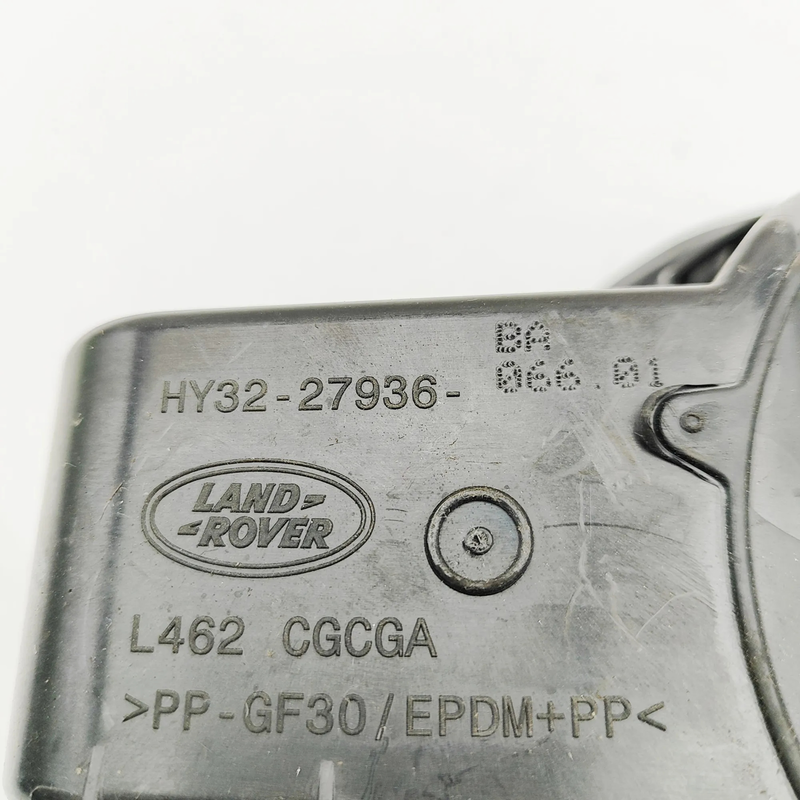 BA
HY32-27936- 066.01
LAND
ROVER
L462 CGCGA
>PP-GF30/EPDM+PP<